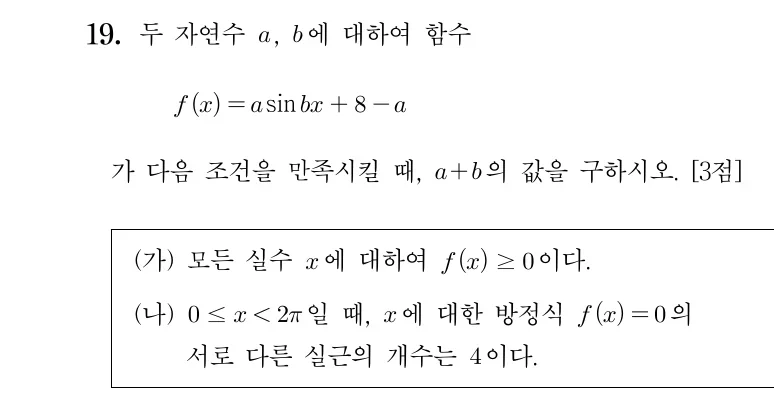 19. 두 자연수 a, b에 대하여 함수
f(x)=a sin bx+8-a
가 다음 조건을 만족시킬 때, a+b의 값을 구하시오. [3점]
(가) 모든 실수 x에 대하여 f(x)≥0이다.
(나) 0≤x<2π일 때, x에 대한 방정식 f(x)=0의
서로 다른 실근의 개수는 4이다.